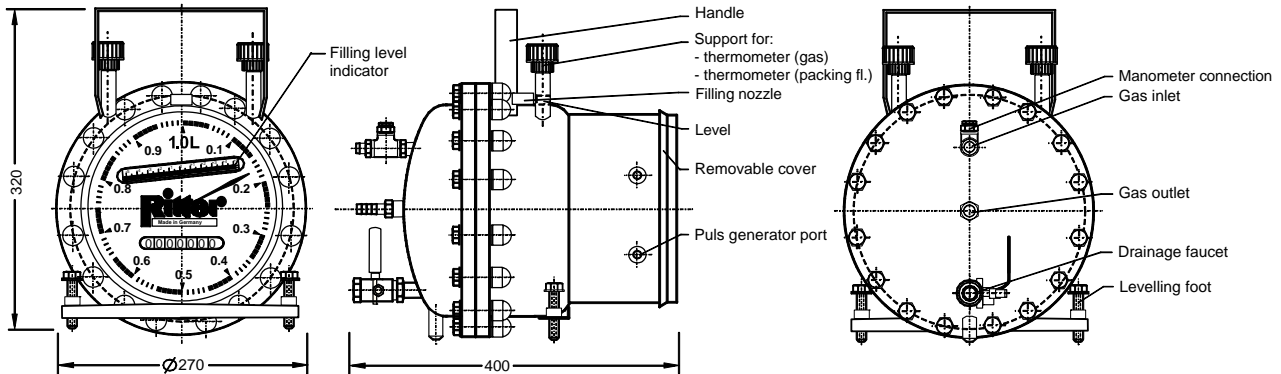 Filling level
indicator
1.0L
0.1
0.2
0.3
0.4
0.5
0.6
0.7
0.8
0.9
Ritter®
Made in Germany
0000000
320
Ø270
Handle
Support for:
- thermometer (gas)
- thermometer (packing fl.)
Filling nozzle
Level
Removable cover
Puls generator port
400
Manometer connection
Gas inlet
Gas outlet
Drainage faucet
Levelling foot